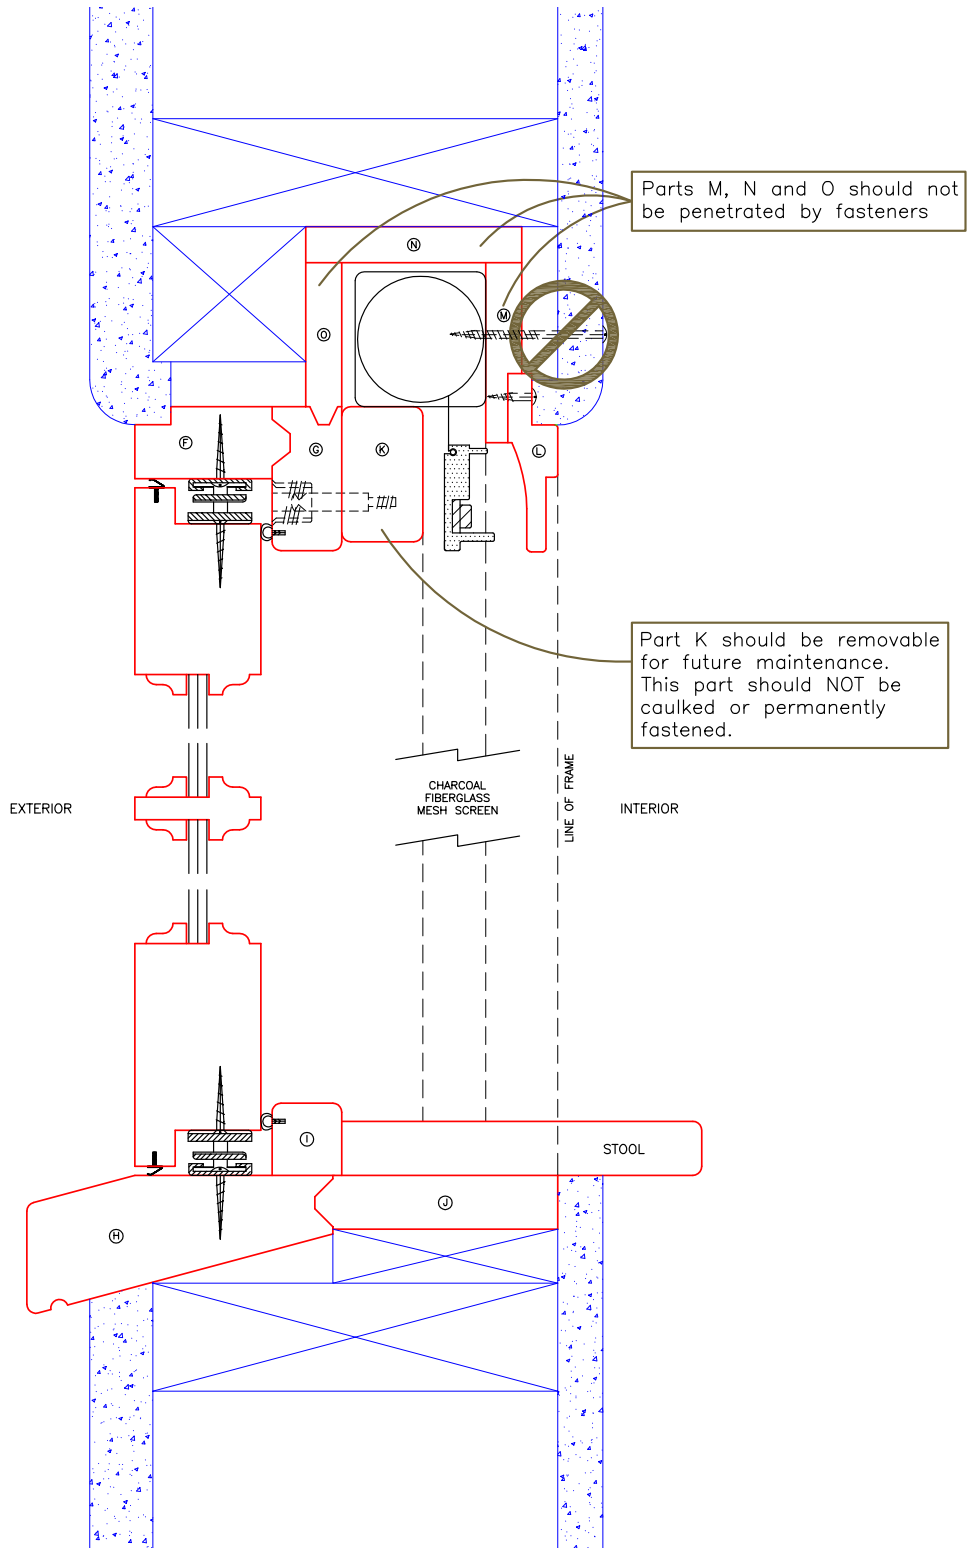 Parts M, N and O should not
be penetrated by fasteners
N
M
O
F
G
K
L
Part K should be removable
for future maintenance.
This part should NOT be
caulked or permanently
fastened.
EXTERIOR
CHARCOAL
FIBERGLASS
MESH SCREEN
LINE OF FRAME
INTERIOR
I
STOOL
J
H